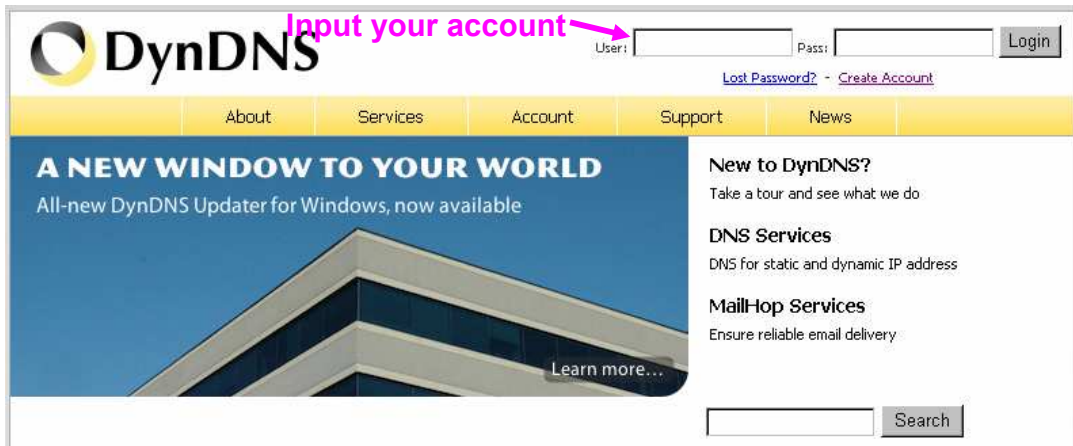 Input your account
DynDNS
User:
Pass:
Login
Lost Password? - Create Account
About Services Account Support News
A NEW WINDOW TO YOUR WORLD
All-new DynDNS Updater for Windows, now available
Learn more...
New to DynDNS?
Take a tour and see what we do
DNS Services
DNS for static and dynamic IP address
MailHop Services
Ensure reliable email delivery
Search